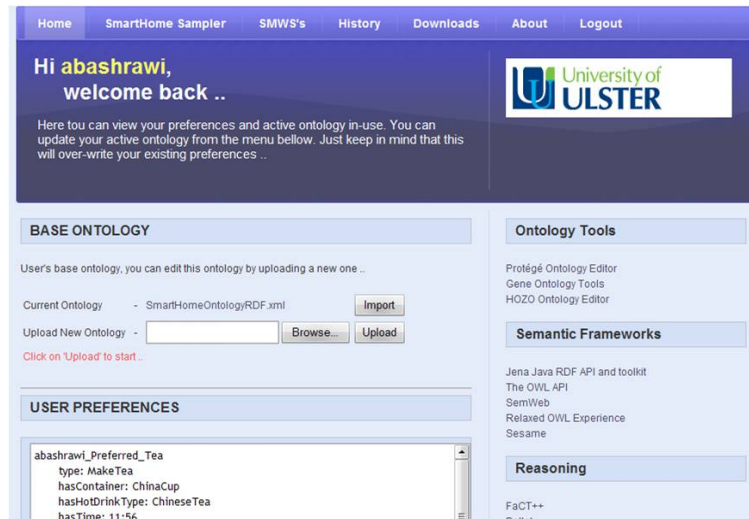 Home SmartHome Sampler SMWS's History Downloads About Logout
Hi abashrawi,
welcome back ..
Here tou can view your preferences and active ontology in-use. You can
update your active ontology from the menu bellow. Just keep in mind that this
will over-write your existing preferences ..
University of
ULSTER
BASE ONTOLOGY
User's base ontology, you can edit this ontology by uploading a new one ..
Current Ontology - SmartHomeOntologyRDF.xml Import
Upload New Ontology - Browse... Upload
Click on 'Upload' to start ..
USER PREFERENCES
abashrawi_Preferred_Tea
type: MakeTea
hasContainer: ChinaCup
hasHotDrinkType: ChineseTea
hasTime: 11:56
Ontology Tools
Protégé Ontology Editor
Gene Ontology Tools
HOZO Ontology Editor
Semantic Frameworks
Jena Java RDF API and toolkit
The OWL API
SemWeb
Relaxed OWL Experience
Sesame
Reasoning
FaCT++